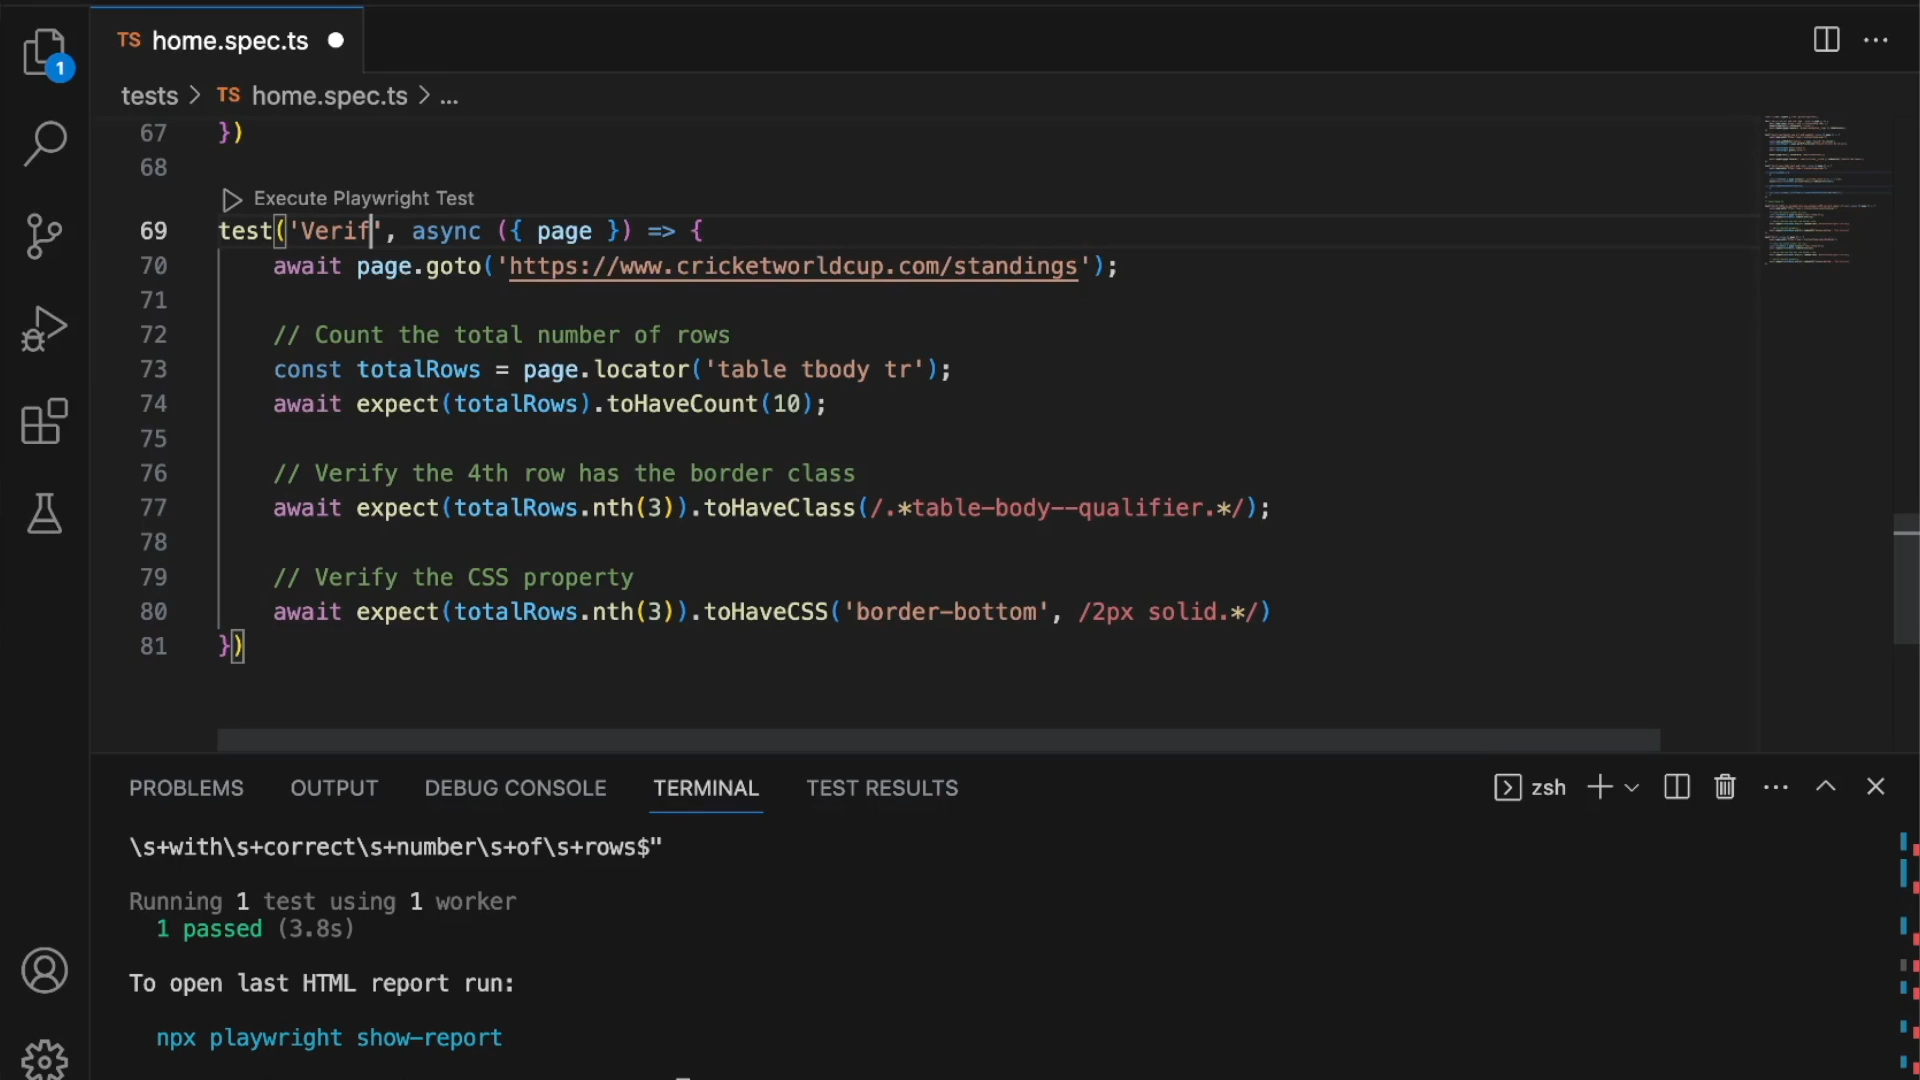 TS home.spec.ts
1
tests > TS home.spec.ts > ...
67 })
68
Execute Playwright Test
69 test('Verif', async ({ page }) => {
70 await page.goto('https://www.cricketworldcup.com/standings');
71
72 // Count the total number of rows
73 const totalRows = page.locator('table tbody tr');
74 await expect(totalRows).toHaveCount(10);
75
76 // Verify the 4th row has the border class
77 await expect(totalRows.nth(3)).toHaveClass(/.*table-body--qualifier.*/);
78
79 // Verify the CSS property
80 await expect(totalRows.nth(3)).toHaveCSS('border-bottom', /2px solid.*/)
81 })
PROBLEMS OUTPUT DEBUG CONSOLE TERMINAL TEST RESULTS zsh
\s+with\s+correct\s+number\s+of\s+rows$"
Running 1 test using 1 worker
1 passed (3.8s)
To open last HTML report run:
npx playwright show-report